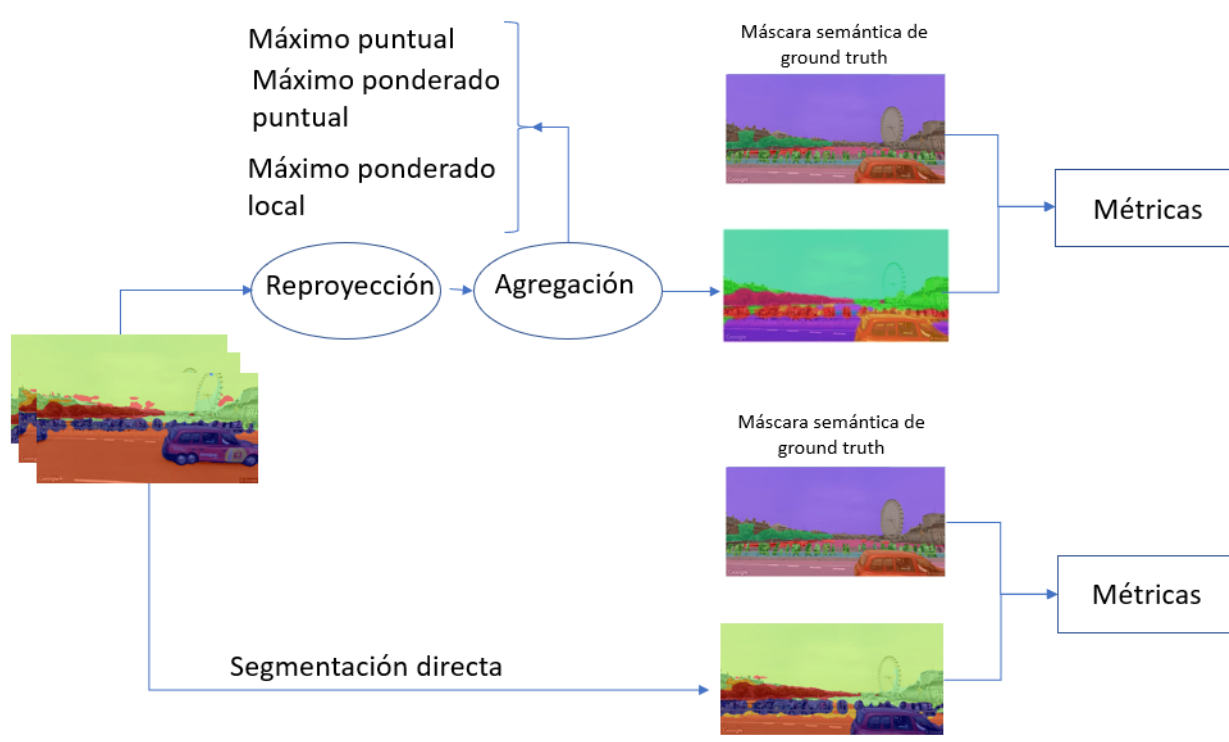 Máximo puntual
Máximo ponderado
puntual
Máximo ponderado
local
Máscara semántica de
ground truth
Reproyección
Agregación
Métricas
Máscara semántica de
ground truth
Métricas
Segmentación directa